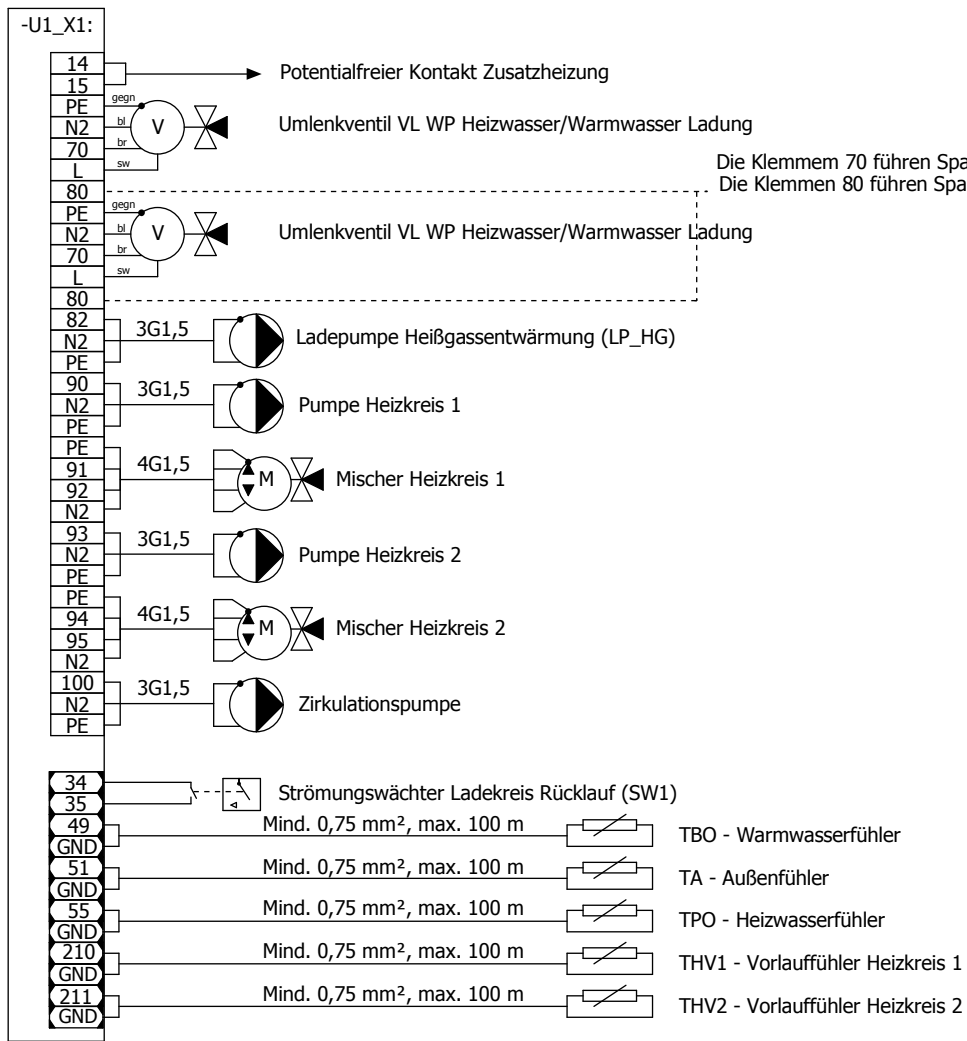 -U1_X1:
14
15
Potentialfreier Kontakt Zusatzheizung
PE gegn
N2 bl V Umlenkventil VL WP Heizwasser/Warmwasser Ladung
70 br
L sw
Die Klemmem 70 führen Spa
80
Die Klemmen 80 führen Spa
PE gegn
N2 bl V Umlenkventil VL WP Heizwasser/Warmwasser Ladung
70 br
L sw
80
82
N2 3G1,5 Ladepumpe Heißgassentwärmung (LP_HG)
PE
90
N2 3G1,5 Pumpe Heizkreis 1
PE
PE
91 4G1,5 M Mischer Heizkreis 1
92
N2
93
N2 3G1,5 Pumpe Heizkreis 2
PE
PE
94 4G1,5 M Mischer Heizkreis 2
95
N2
100
N2 3G1,5 Zirkulationspumpe
PE
34
35 Strömungswächter Ladekreis Rücklauf (SW1)
49 Mind. 0,75 mm², max. 100 m TBO - Warmwasserfühler
GND
51 Mind. 0,75 mm², max. 100 m TA - Außenfühler
GND
55 Mind. 0,75 mm², max. 100 m TPO - Heizwasserfühler
GND
210 Mind. 0,75 mm², max. 100 m THV1 - Vorlauffühler Heizkreis 1
GND
211 Mind. 0,75 mm², max. 100 m THV2 - Vorlauffühler Heizkreis 2
GND